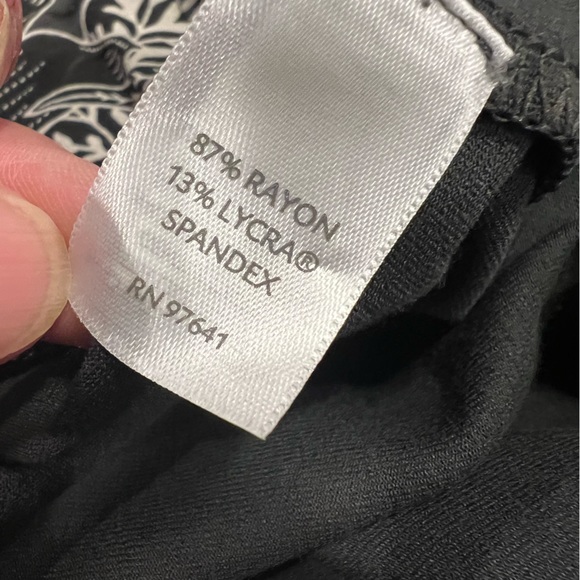 87% RAYON
13% LYCRA®
SPANDEX
RN 97641